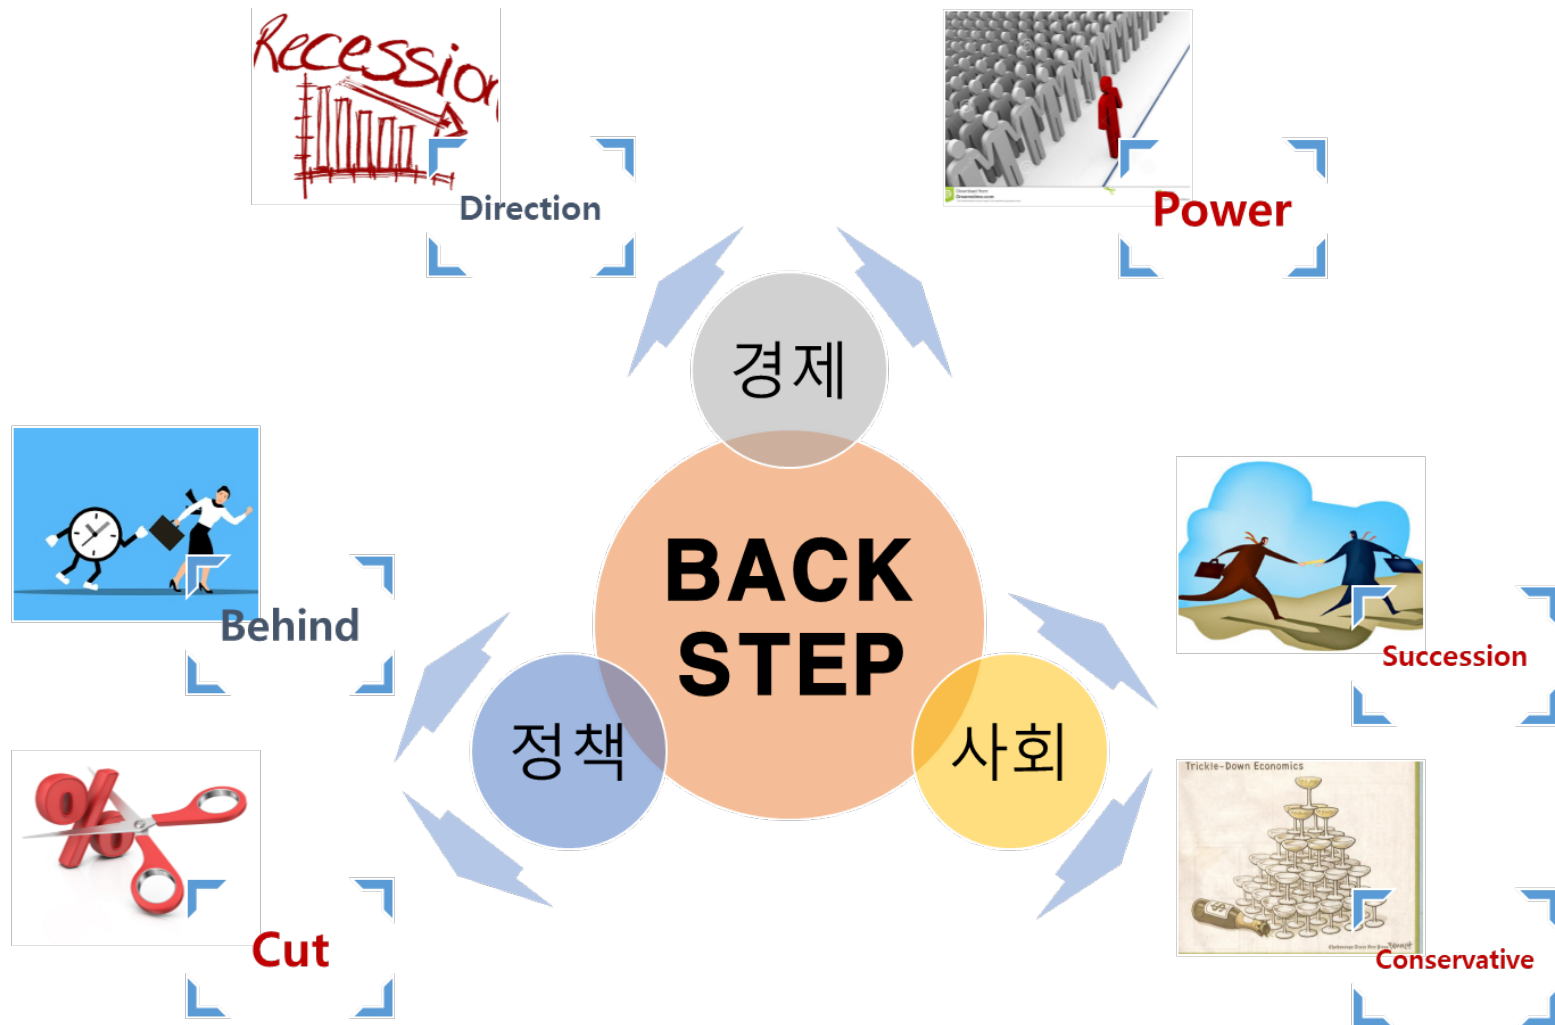 Recession
Direction
Power
경제
BACK
STEP
Behind
Succession
정책
사회
Trickle-Down Economics
Cut
Conservative